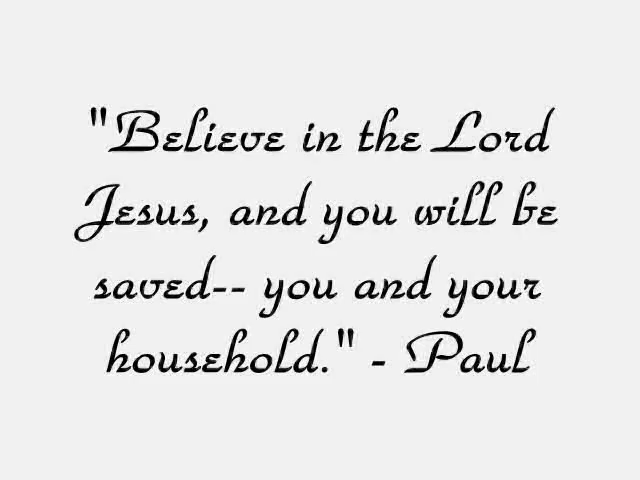 "Believe in the Lord
Jesus, and you will be
saved-- you and your
household." - Paul